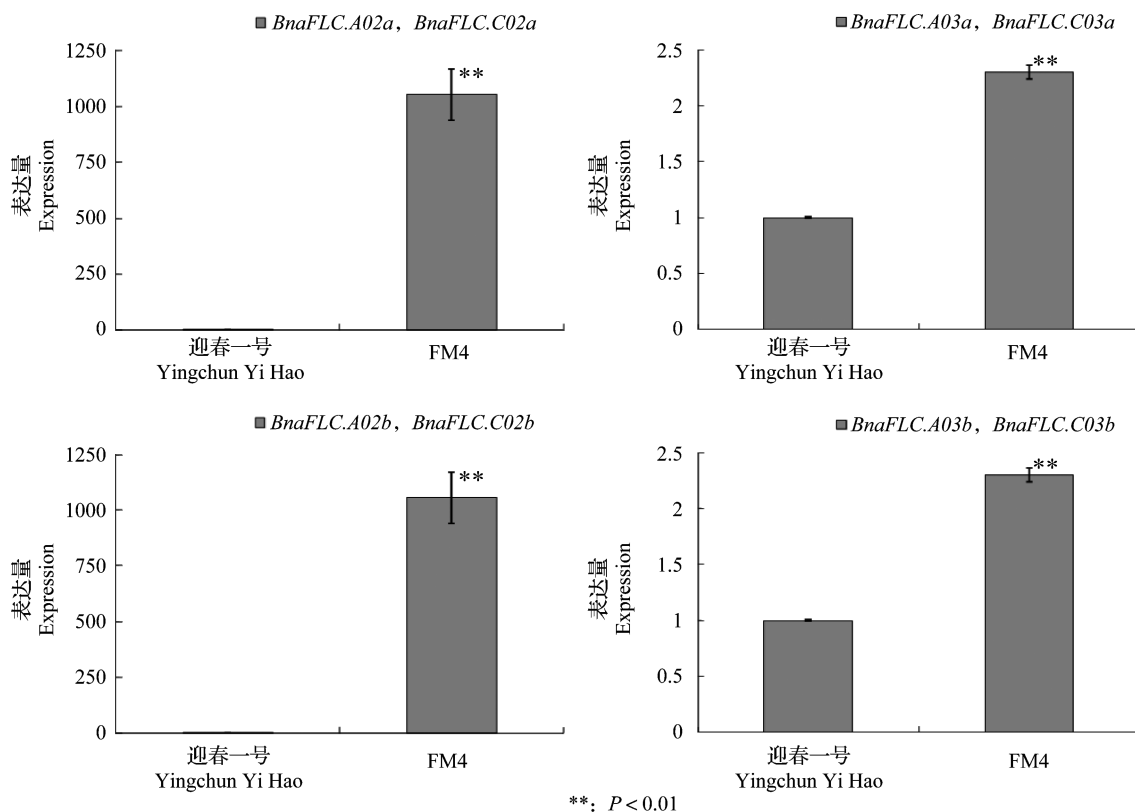 BnaFLC.A02a，BnaFLC.C02a
1250
1000
750
500
250
0
表达量
Expression
**
迎春一号
Yingchun Yi Hao
FM4
BnaFLC.A03a，BnaFLC.C03a
2.5
2
1.5
1
0.5
0
表达量
Expression
**
迎春一号
Yingchun Yi Hao
FM4
BnaFLC.A02b，BnaFLC.C02b
1250
1000
750
500
250
0
表达量
Expression
**
迎春一号
Yingchun Yi Hao
FM4
BnaFLC.A03b，BnaFLC.C03b
2.5
2
1.5
1
0.5
0
表达量
Expression
**
迎春一号
Yingchun Yi Hao
FM4
**：P < 0.01